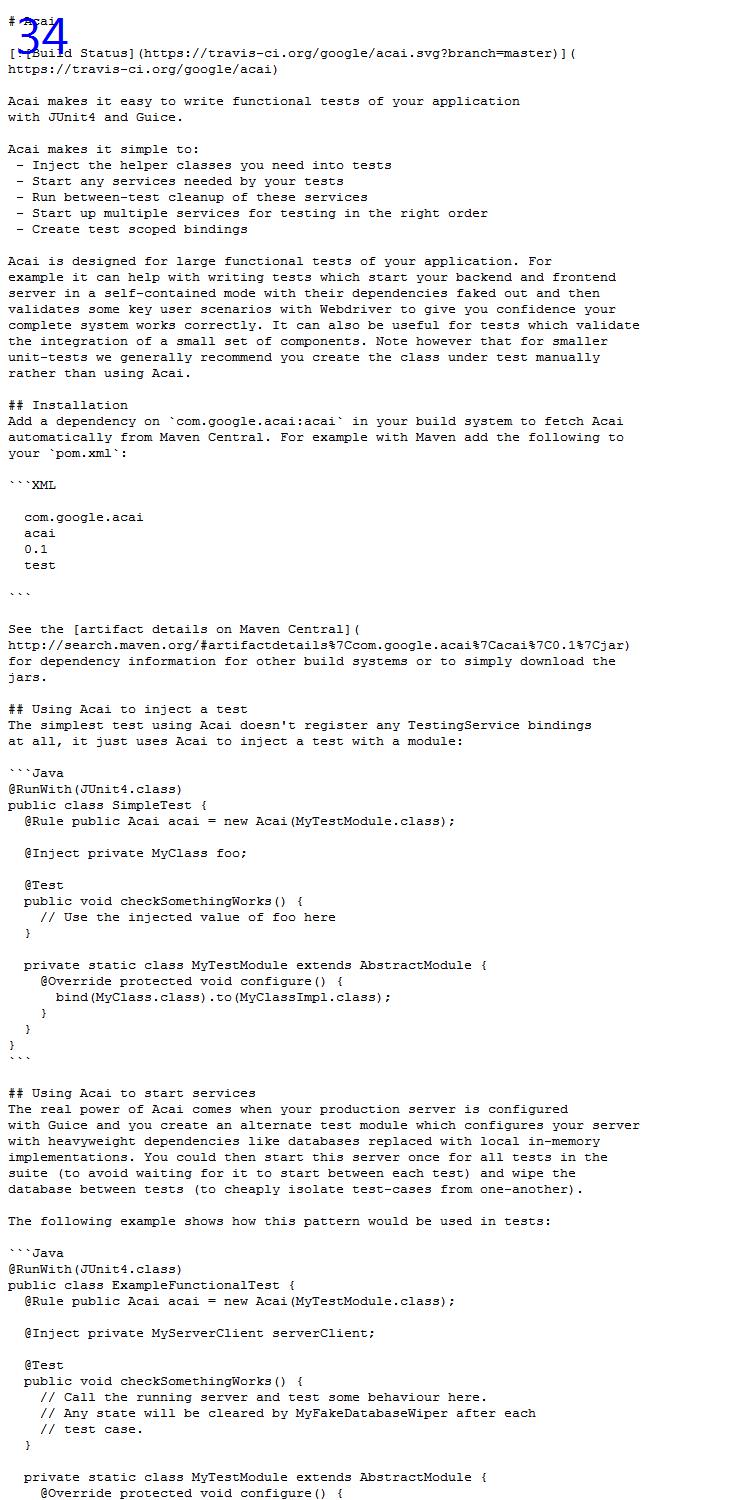 # Acai
34
[![Build Status](https://travis-ci.org/google/acai.svg?branch=master)](
https://travis-ci.org/google/acai)

Acai makes it easy to write functional tests of your application
with JUnit4 and Guice.

Acai makes it simple to:
 - Inject the helper classes you need into tests
 - Start any services needed by your tests
 - Run between-test cleanup of these services
 - Start up multiple services for testing in the right order
 - Create test scoped bindings

Acai is designed for large functional tests of your application. For
example it can help with writing tests which start your backend and frontend
server in a self-contained mode with their dependencies faked out and then
validates some key user scenarios with Webdriver to give you confidence your
complete system works correctly. It can also be useful for tests which validate
the integration of a small set of components. Note however that for smaller
unit-tests we generally recommend you create the class under test manually
rather than using Acai.

## Installation
Add a dependency on `com.google.acai:acai` in your build system to fetch Acai
automatically from Maven Central. For example with Maven add the following to
your `pom.xml`:

```XML

  com.google.acai
  acai
  0.1
  test

```

See the [artifact details on Maven Central](
http://search.maven.org/#artifactdetails%7Ccom.google.acai%7Cacai%7C0.1%7Cjar)
for dependency information for other build systems or to simply download the
jars.

## Using Acai to inject a test
The simplest test using Acai doesn't register any TestingService bindings
at all, it just uses Acai to inject a test with a module:

```Java
@RunWith(JUnit4.class)
public class SimpleTest {
  @Rule public Acai acai = new Acai(MyTestModule.class);

  @Inject private MyClass foo;

  @Test
  public void checkSomethingWorks() {
    // Use the injected value of foo here
  }

  private static class MyTestModule extends AbstractModule {
    @Override protected void configure() {
      bind(MyClass.class).to(MyClassImpl.class);
    }
  }
}
```

## Using Acai to start services
The real power of Acai comes when your production server is configured
with Guice and you create an alternate test module which configures your server
with heavyweight dependencies like databases replaced with local in-memory
implementations. You could then start this server once for all tests in the
suite (to avoid waiting for it to start between each test) and wipe the
database between tests (to cheaply isolate test-cases from one-another).

The following example shows how this pattern would be used in tests:

```Java
@RunWith(JUnit4.class)
public class ExampleFunctionalTest {
  @Rule public Acai acai = new Acai(MyTestModule.class);

  @Inject private MyServerClient serverClient;

  @Test
  public void checkSomethingWorks() {
    // Call the running server and test some behaviour here.
    // Any state will be cleared by MyFakeDatabaseWiper after each
    // test case.
  }

  private static class MyTestModule extends AbstractModule {
    @Override protected void configure() {